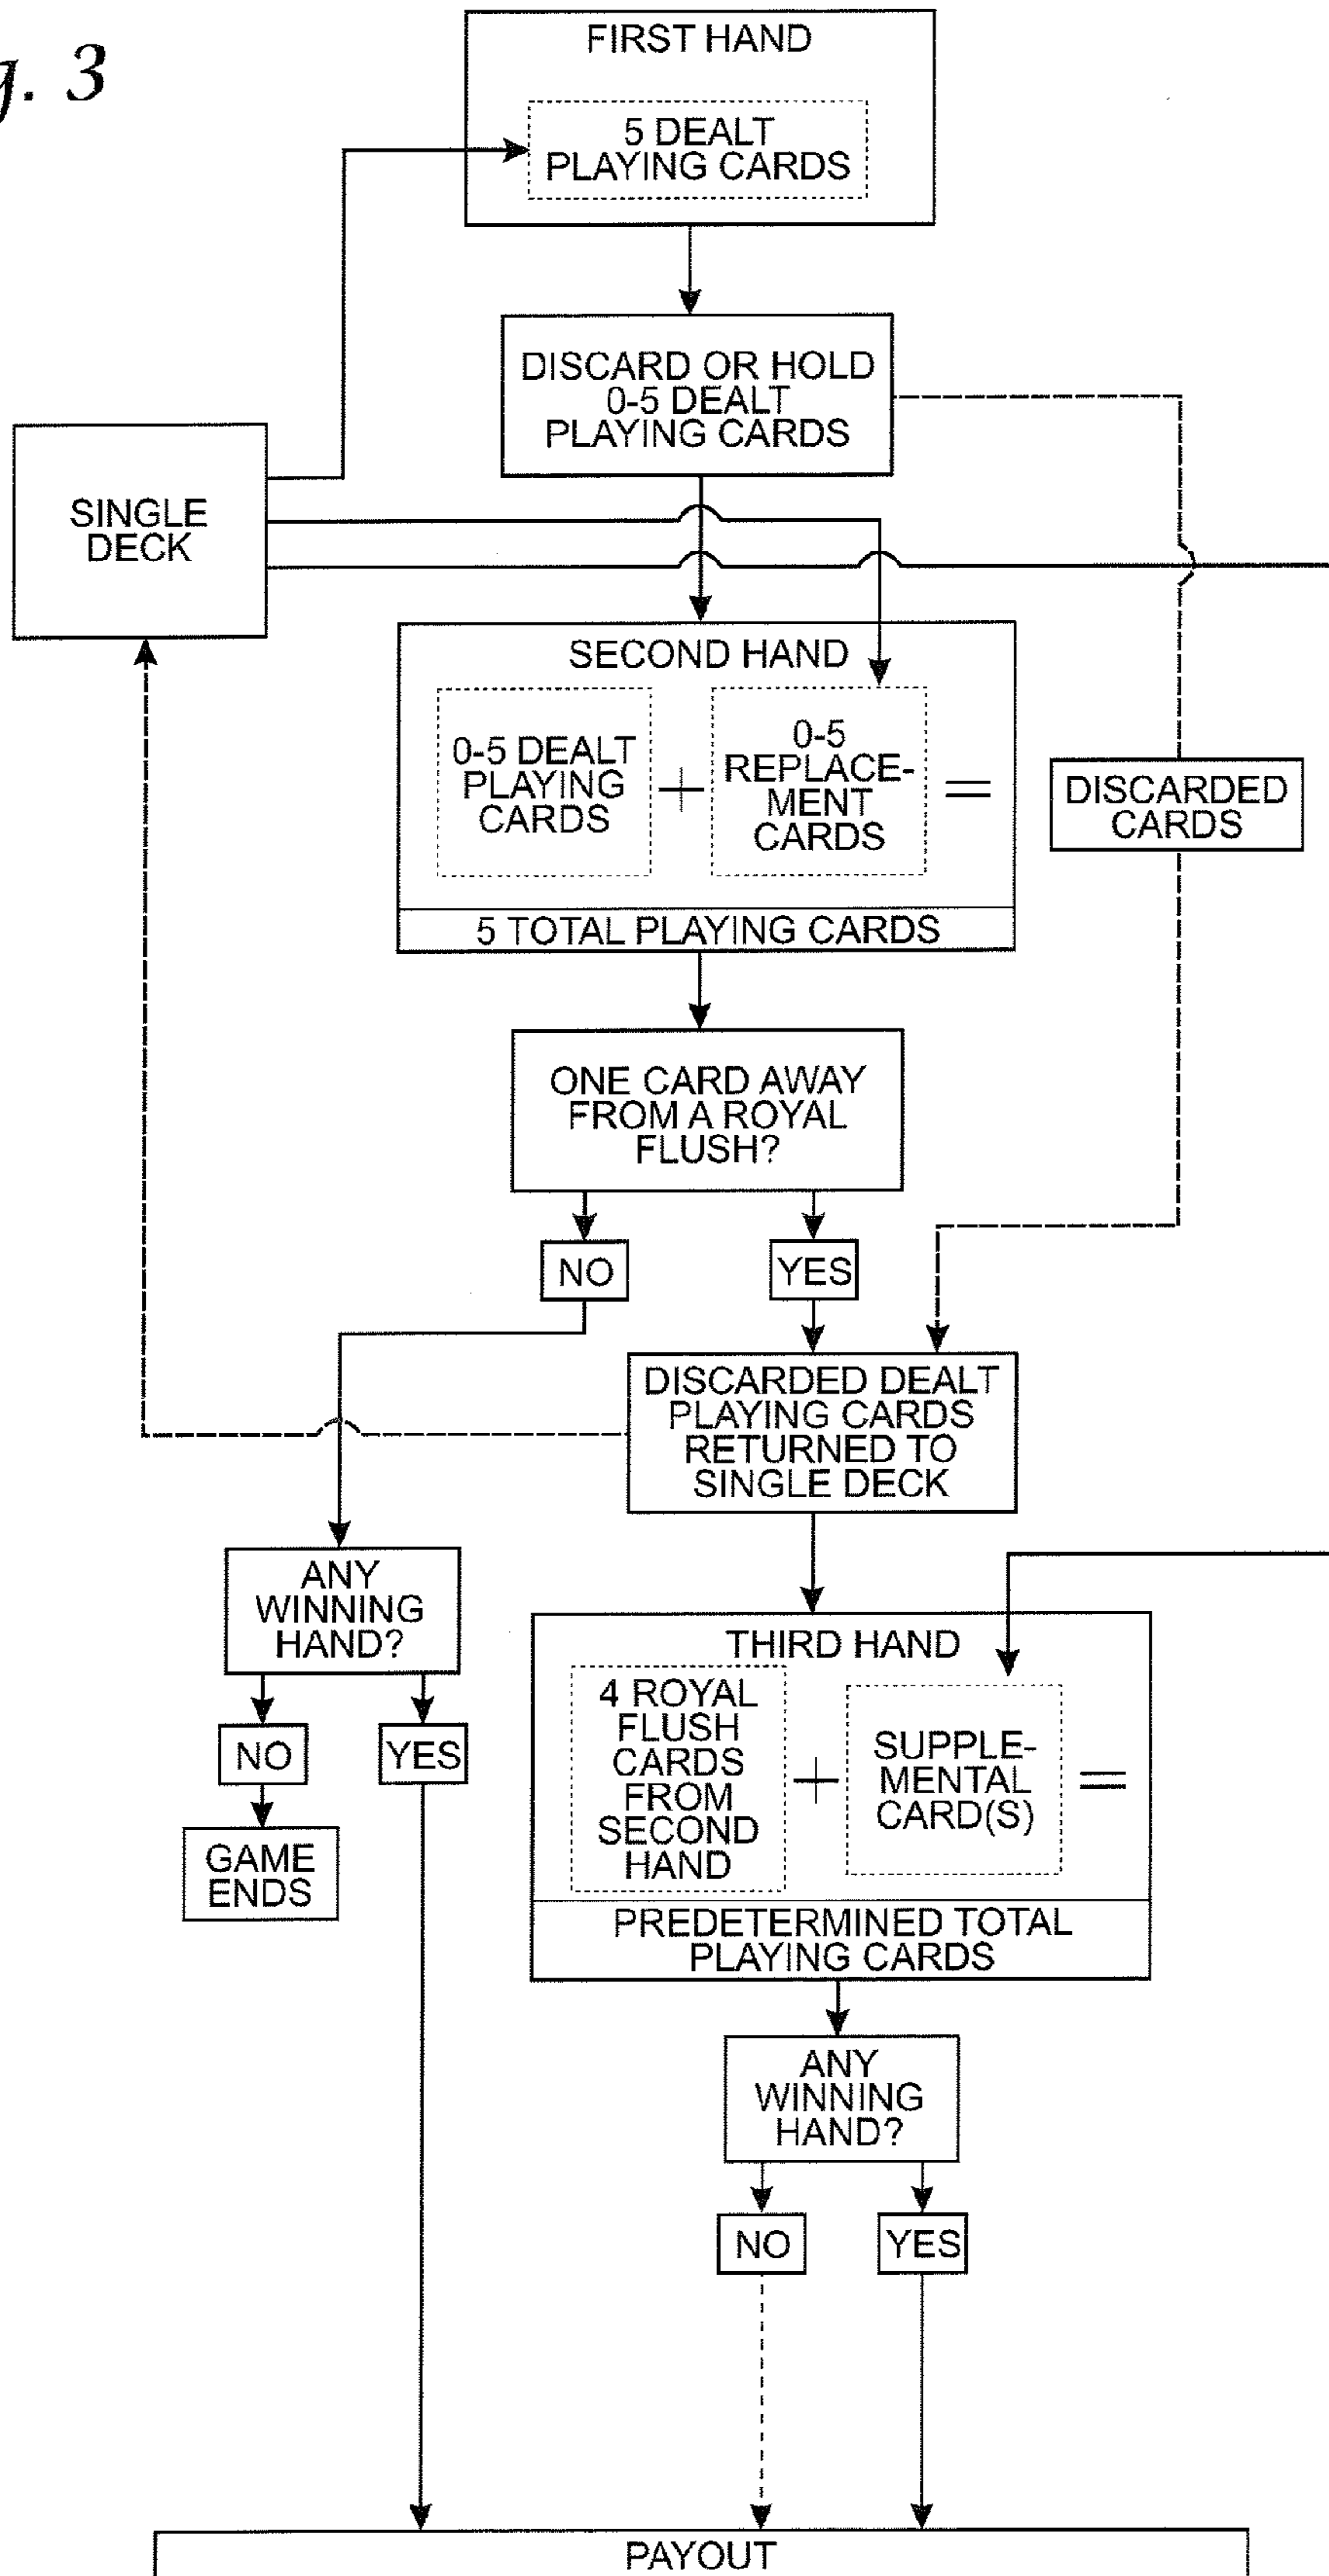 g. 3
FIRST HAND
5 DEALT
PLAYING CARDS
DISCARD OR HOLD
0-5 DEALT
PLAYING CARDS
SINGLE
DECK
SECOND HAND
0-5 DEALT
PLAYING
CARDS
+
0-5
REPLACE-
MENT
CARDS
=
5 TOTAL PLAYING CARDS
DISCARDED
CARDS
ONE CARD AWAY
FROM A ROYAL
FLUSH?
NO
YES
DISCARDED DEALT
PLAYING CARDS
RETURNED TO
SINGLE DECK
ANY
WINNING
HAND?
NO
YES
GAME
ENDS
THIRD HAND
4 ROYAL
FLUSH
CARDS
FROM
SECOND
HAND
+
SUPPLE-
MENTAL
CARD(S)
=
PREDETERMINED TOTAL
PLAYING CARDS
ANY
WINNING
HAND?
NO
YES
PAYOUT